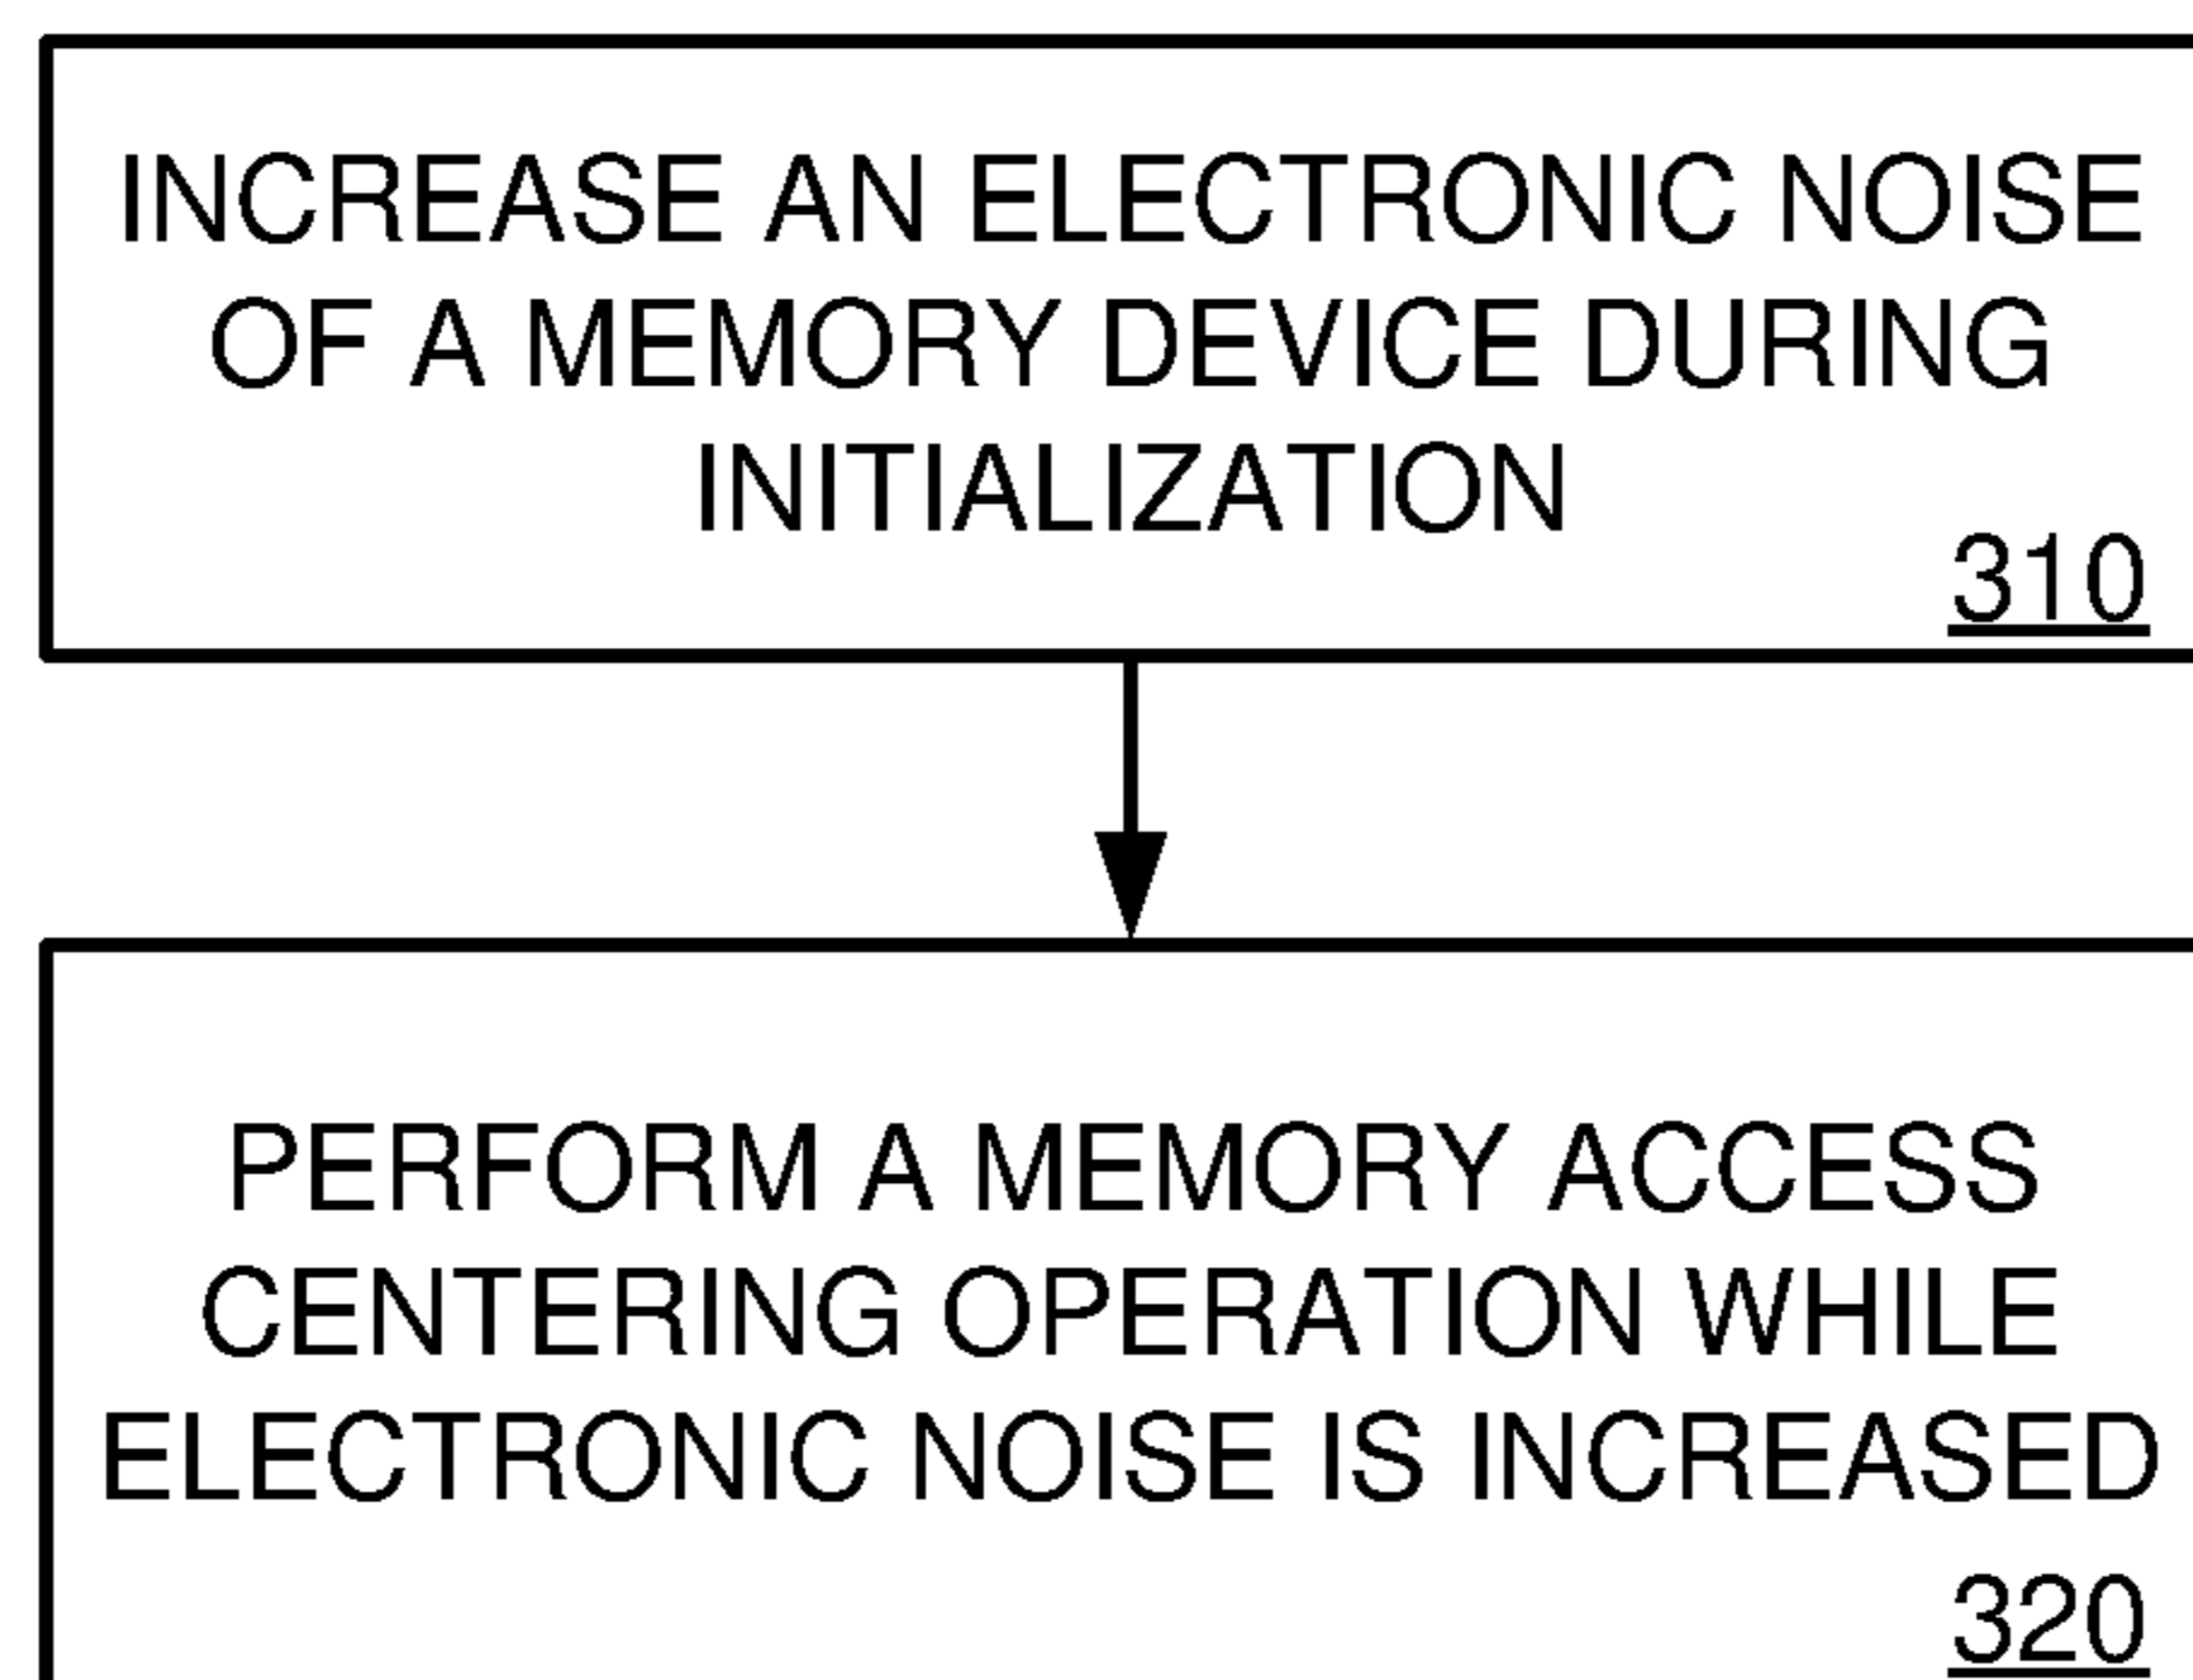 INCREASE AN ELECTRONIC NOISE
OF A MEMORY DEVICE DURING
INITIALIZATION
310
PERFORM A MEMORY ACCESS
CENTERING OPERATION WHILE
ELECTRONIC NOISE IS INCREASED
320